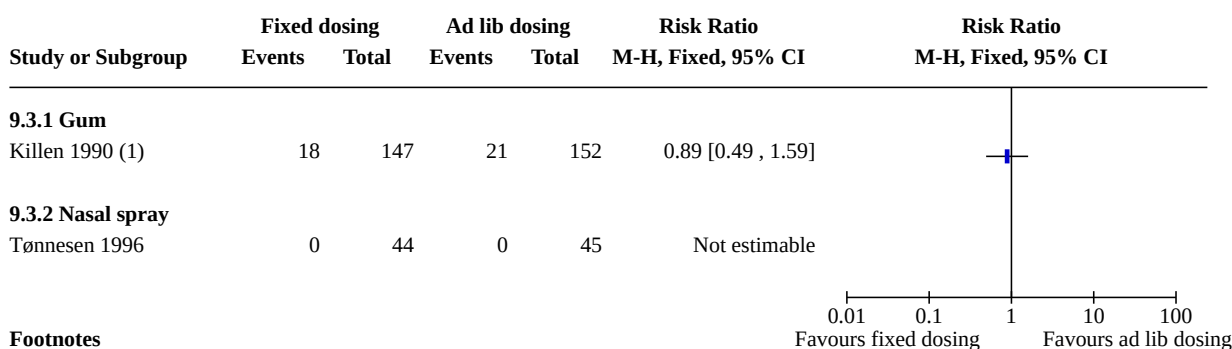 Fixed dosing Ad lib dosing Risk Ratio Risk Ratio
Study or Subgroup Events Total Events Total M-H, Fixed, 95% CI M-H, Fixed, 95% CI
9.3.1 Gum
Killen 1990 (1) 18 147 21 152 0.89 [0.49 , 1.59]
9.3.2 Nasal spray
Tønnesen 1996 0 44 0 45 Not estimable
0.01 0.1 1 10 100
Footnotes Favours fixed dosing Favours ad lib dosing